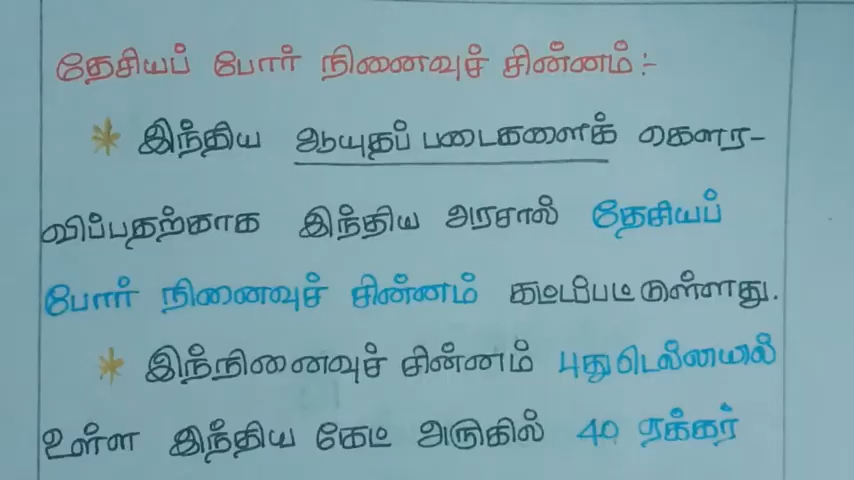 தேசியப் போர் நினைவுச் சின்னம்:-
* இந்திய ஆயுதப் படைகளைக் கௌர-
விப்பதற்காக இந்திய அரசால் தேசியப்
போர் நினைவுச் சின்னம் கட்டப்பட்டுள்ளது.
* இந்நினைவுச் சின்னம் புதுடெல்லியில்
உள்ள இந்திய கேட் அருகில் 40 ஏக்கர்